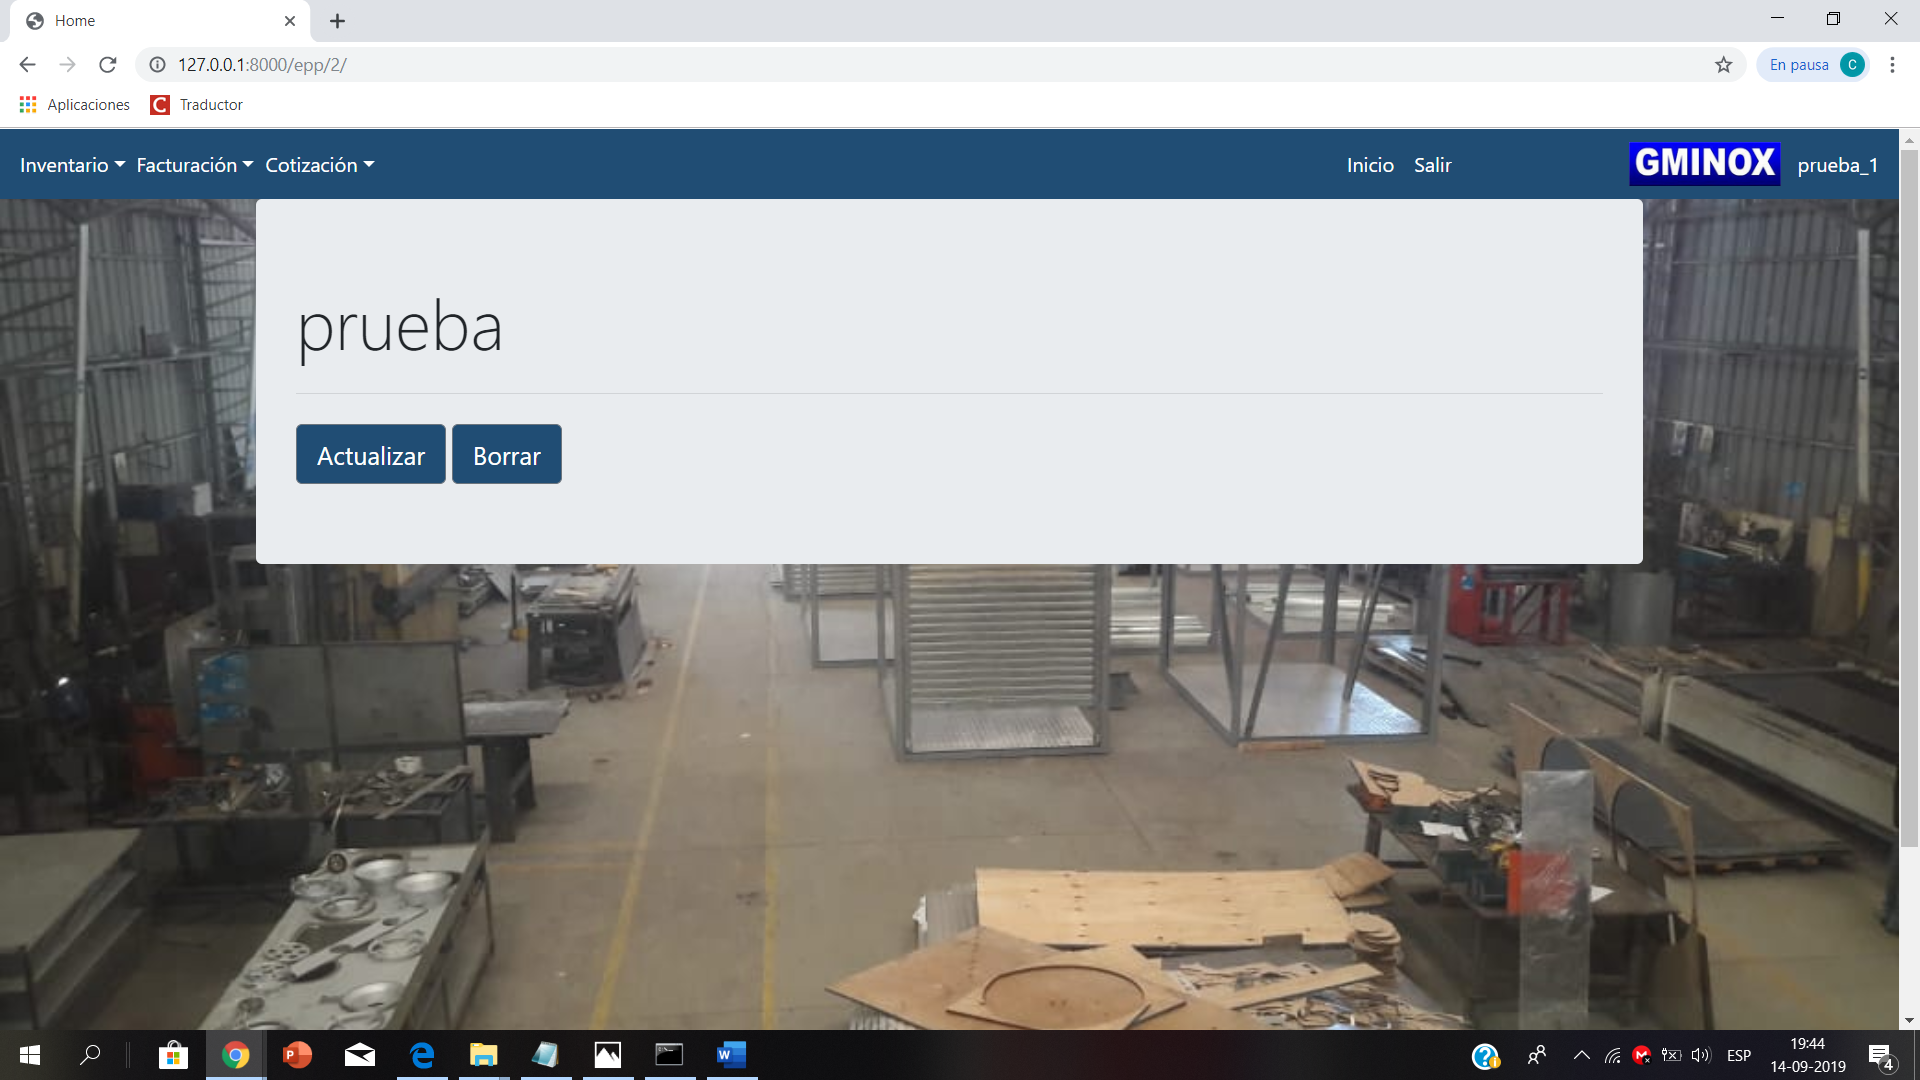 Home
127.0.0.1:8000/epp/2/
En pausa
C
Aplicaciones
C Traductor
Inventario Facturación Cotización Inicio Salir GMINOX prueba_1
prueba
Actualizar Borrar
ESP
19:44
14-09-2019
4